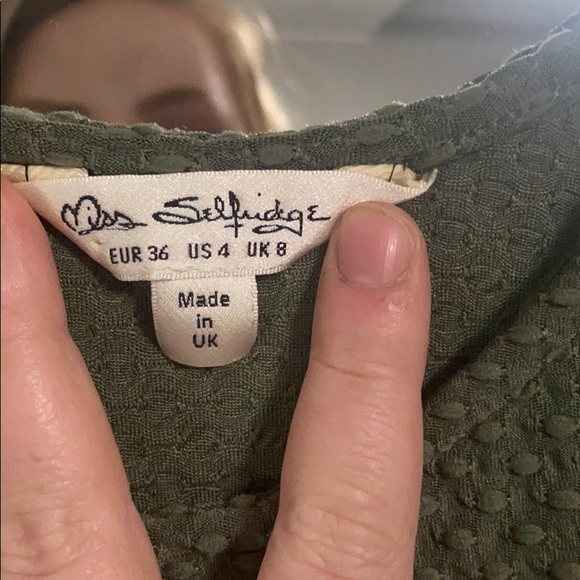 Miss Selfridge
EUR 36 US 4 UK 8
Made
in
UK